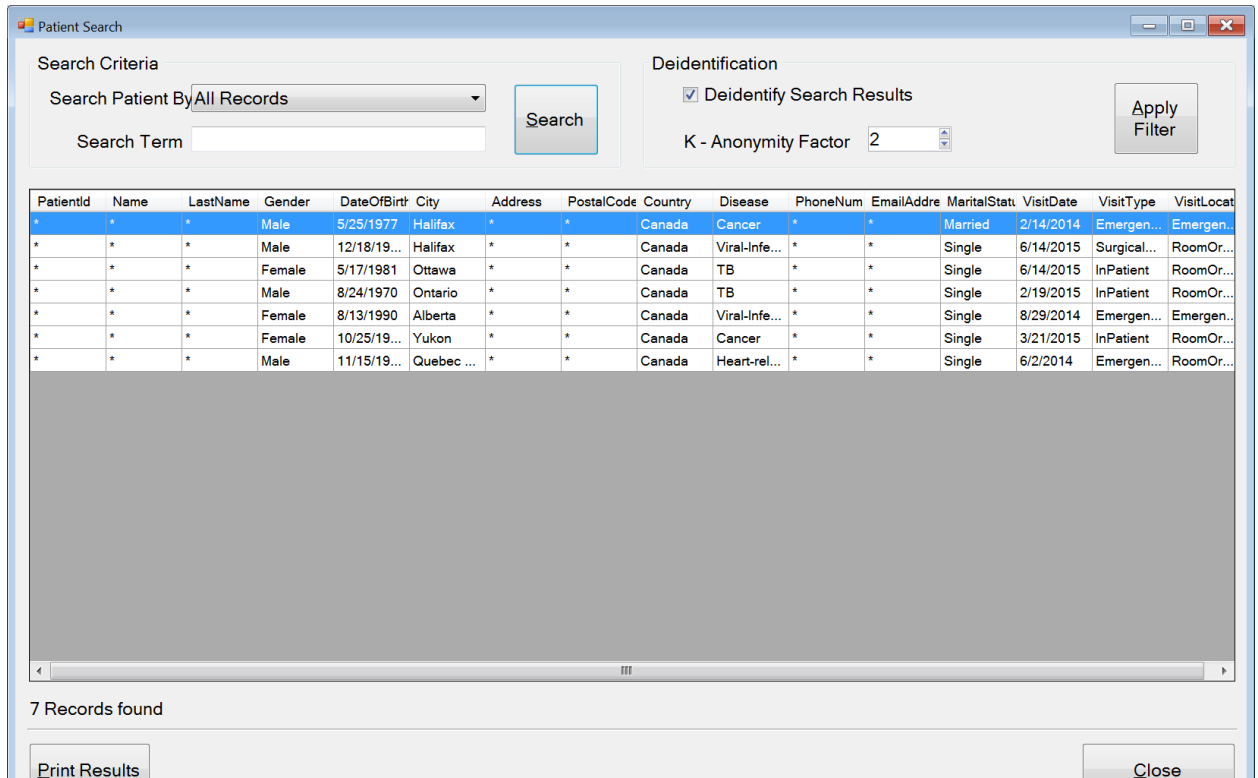 Patient Search
Search Criteria
Search Patient By All Records
Search
Search Term
Deidentification
Deidentify Search Results
K - Anonymity Factor 2
Apply
Filter
PatientId Name LastName Gender DateOfBirth City Address PostalCode Country Disease PhoneNum EmailAddre MaritalStatu VisitDate VisitType VisitLocat
* * * Male 5/25/1977 Halifax * * Canada Cancer * * Married 2/14/2014 Emergen... Emergen..
* * * Male 12/18/19... Halifax * * Canada Viral-Infe... * * Single 6/14/2015 Surgical... RoomOr...
* * * Female 5/17/1981 Ottawa * * Canada TB * * Single 6/14/2015 InPatient RoomOr...
* * * Male 8/24/1970 Ontario * * Canada TB * * Single 2/19/2015 InPatient RoomOr...
* * * Female 8/13/1990 Alberta * * Canada Viral-Infe... * * Single 8/29/2014 Emergen... Emergen..
* * * Female 10/25/19... Yukon * * Canada Cancer * * Single 3/21/2015 InPatient RoomOr...
* * * Male 11/15/19... Quebec ... * * Canada Heart-rel... * * Single 6/2/2014 Emergen... RoomOr...
7 Records found
Print Results
Close